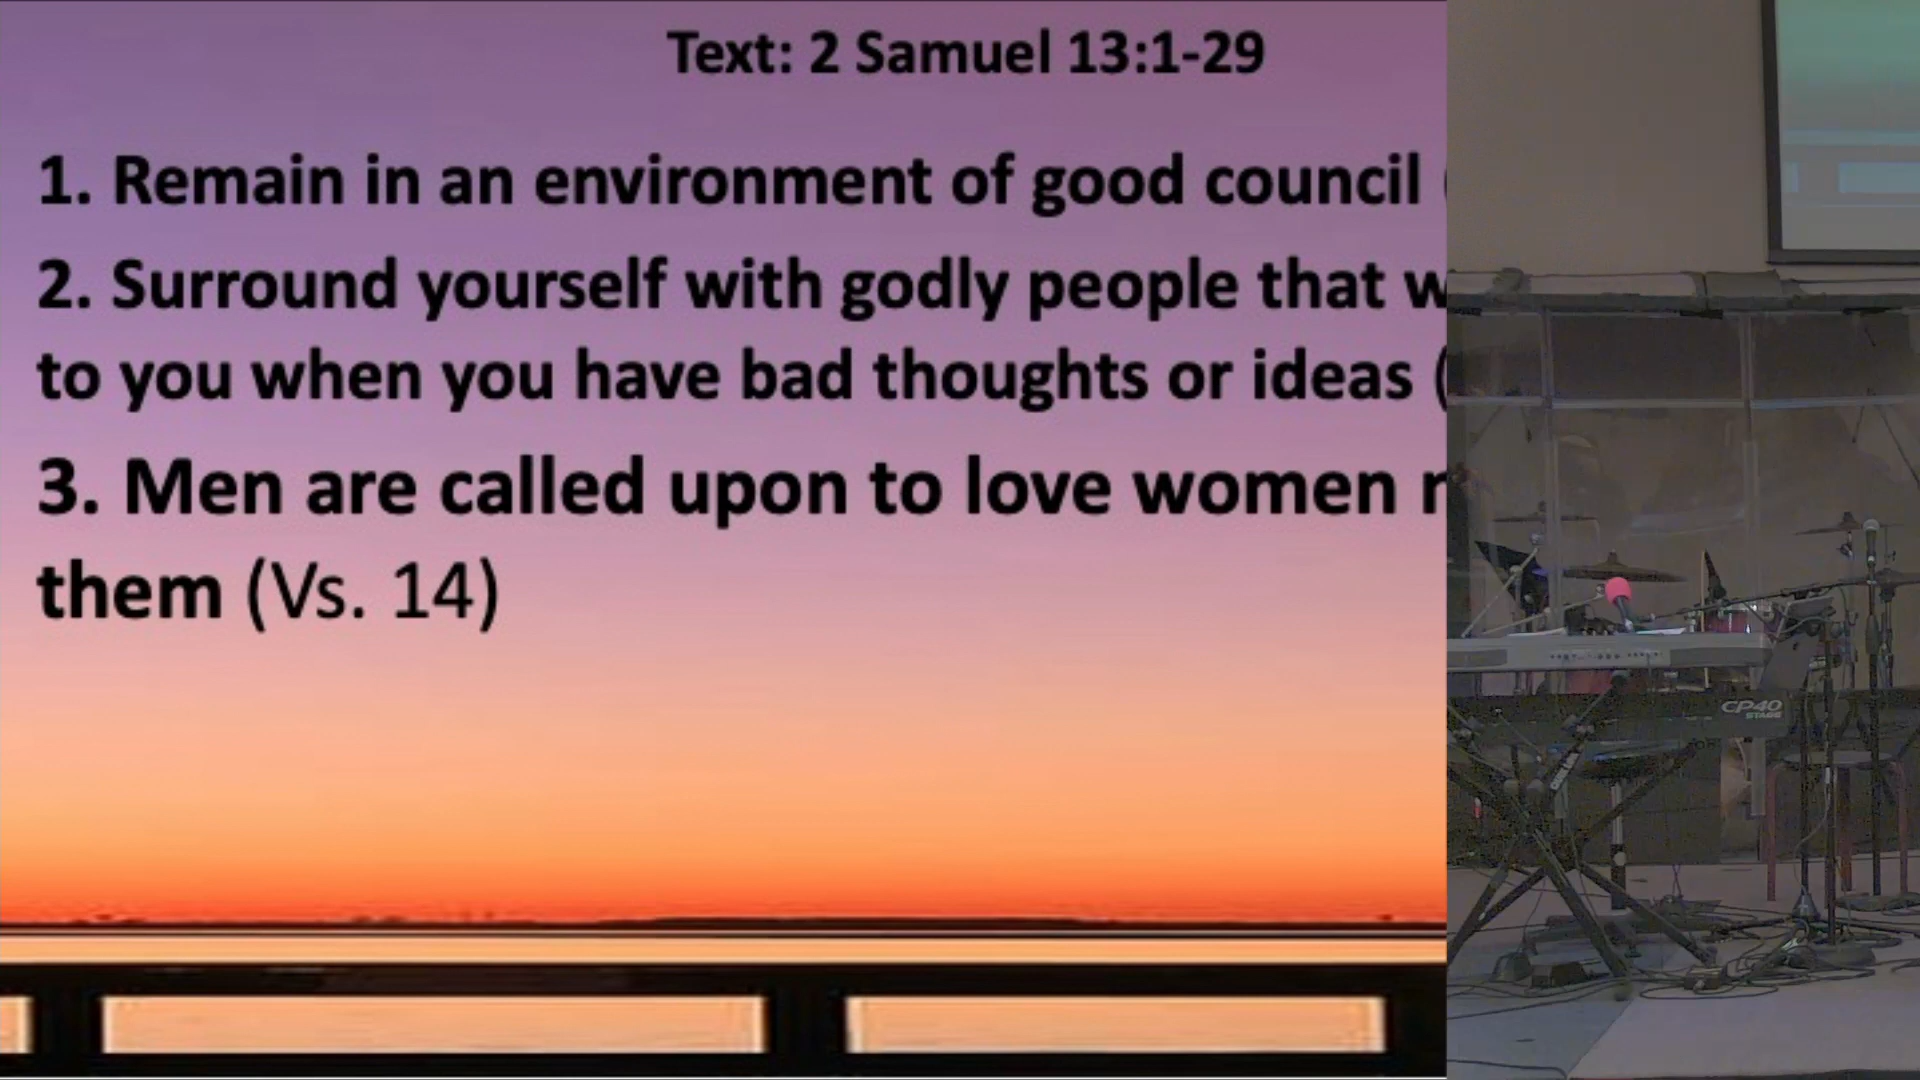 Text: 2 Samuel 13:1-29
1. Remain in an environment of good council
2. Surround yourself with godly people that
to you when you have bad thoughts or ideas (
3. Men are called upon to love women
them (Vs. 14)
CP40
STAGE